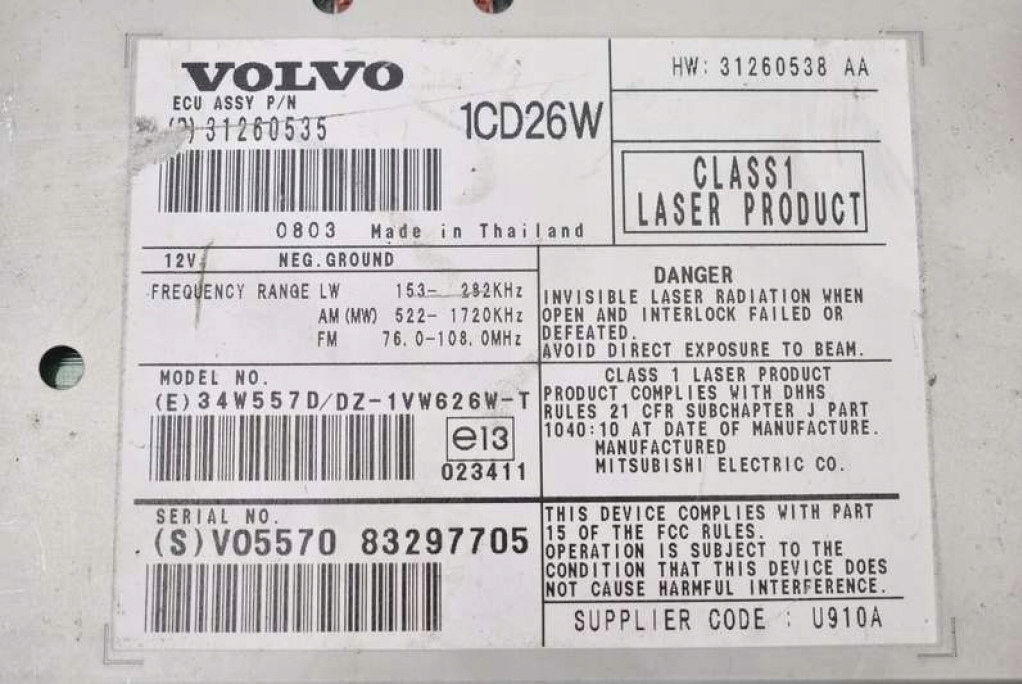 VOLVO
ECU ASSY P/N
31260535
1CD26W
0803 Made in Thailand
HW: 31260538 AA
CLASS1
LASER PRODUCT
12V NEG.GROUND
FREQUENCY RANGE LW 153- 282KHz
AM (MW) 522- 1720KHz
FM 76.0-108.0MHz
DANGER
INVISIBLE LASER RADIATION WHEN
OPEN AND INTERLOCK FAILED OR
DEFEATED.
AVOID DIRECT EXPOSURE TO BEAM.
MODEL NO.
(E) 34W557D/DZ-1VW626W-T
e13
023411
CLASS 1 LASER PRODUCT
PRODUCT COMPLIES WITH DHHS
RULES 21 CFR SUBCHAPTER J PART
1040:10 AT DATE OF MANUFACTURE.
MANUFACTURED
MITSUBISHI ELECTRIC CO.
SERIAL NO.
(S) VO5570 83297705
THIS DEVICE COMPLIES WITH PART
15 OF THE FCC RULES.
OPERATION IS SUBJECT TO THE
CONDITION THAT THIS DEVICE DOES
NOT CAUSE HARMFUL INTERFERENCE.
SUPPLIER CODE : U910A